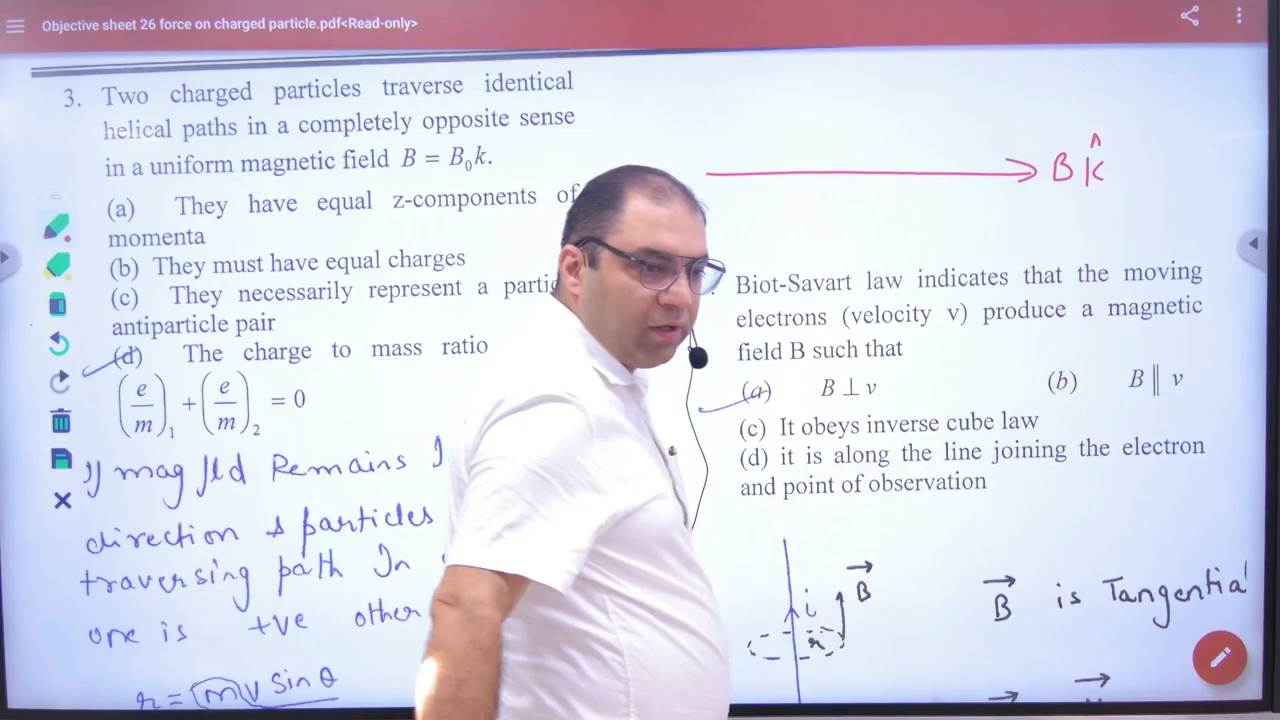 Objective sheet 26 force on charged particle.pdf<Read-only>
3. Two charged particles traverse identical
helical paths in a completely opposite sense
in a uniform magnetic field B = B₀k.
(a) They have equal z-components of
momenta
(b) They must have equal charges
(c) They necessarily represent a
antiparticle pair
(d) The charge to mass ratio
(e/m)₁ + (e/m)₂ = 0
If mag fld Remains
direction & particles
traversing path In
one is +ve other
r = mv sin θ
B k̂
Biot-Savart law indicates that the moving
electrons (velocity v) produce a magnetic
field B such that
(a) B ⊥ v (b) B ∥ v
(c) It obeys inverse cube law
(d) it is along the line joining the electron
and point of observation
i r B⃗
B⃗ is Tangential